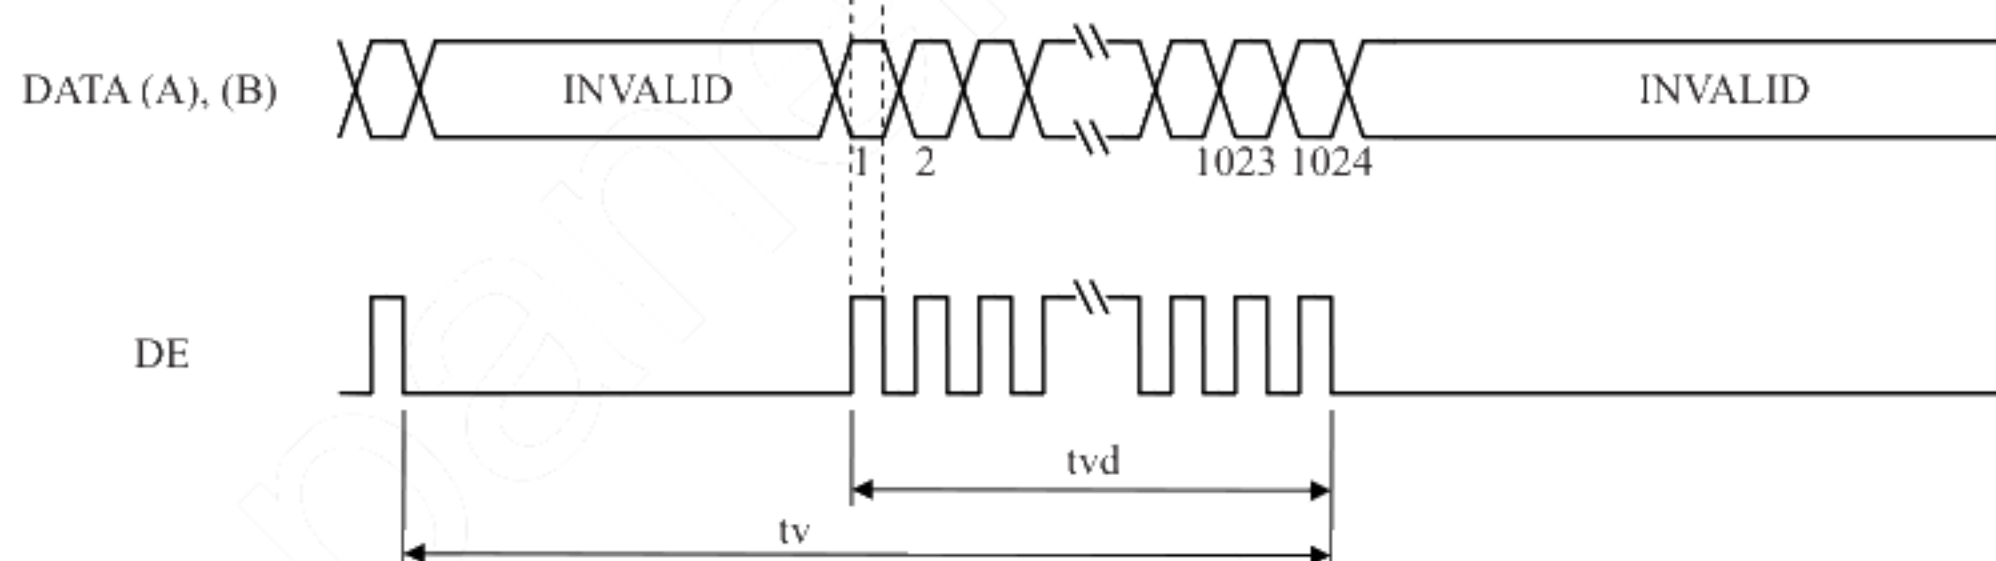 DATA (A), (B) INVALID INVALID
1 2 1023 1024
DE
tvd
tv